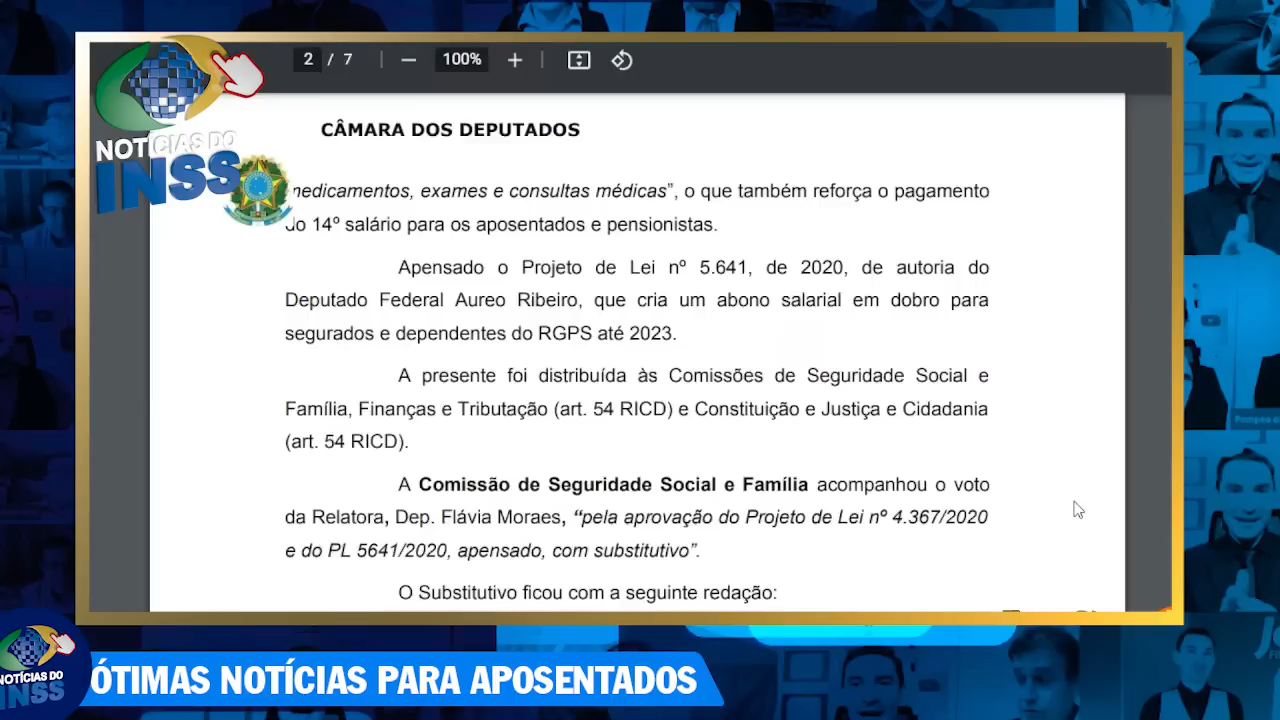 2 / 7 100%
CÂMARA DOS DEPUTADOS
NOTÍCIAS DO
INSS
medicamentos, exames e consultas médicas”, o que também reforça o pagamento
do 14º salário para os aposentados e pensionistas.
Apensado o Projeto de Lei nº 5.641, de 2020, de autoria do
Deputado Federal Aureo Ribeiro, que cria um abono salarial em dobro para
segurados e dependentes do RGPS até 2023.
A presente foi distribuída às Comissões de Seguridade Social e
Família, Finanças e Tributação (art. 54 RICD) e Constituição e Justiça e Cidadania
(art. 54 RICD).
A Comissão de Seguridade Social e Família acompanhou o voto
da Relatora, Dep. Flávia Moraes, “pela aprovação do Projeto de Lei nº 4.367/2020
e do PL 5641/2020, apensado, com substitutivo”.
O Substitutivo ficou com a seguinte redação:
NOTÍCIAS DO
INSS
ÓTIMAS NOTÍCIAS PARA APOSENTADOS